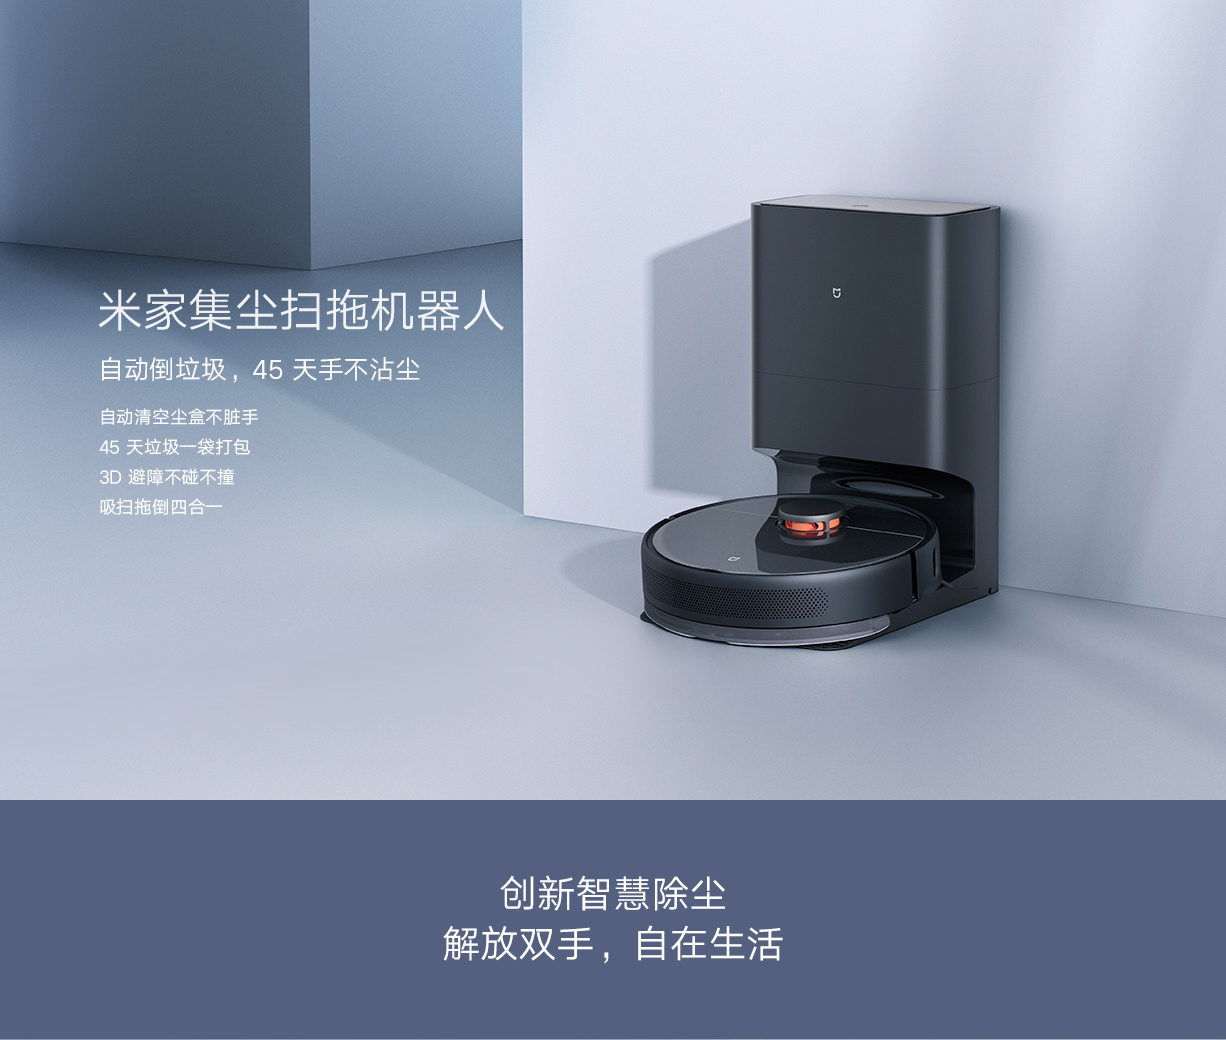 米家集尘扫拖机器人
自动倒垃圾，45 天手不沾尘
自动清空尘盒不脏手
45 天垃圾一袋打包
3D 避障不碰不撞
吸扫拖倒四合一
创新智慧除尘
解放双手，自在生活